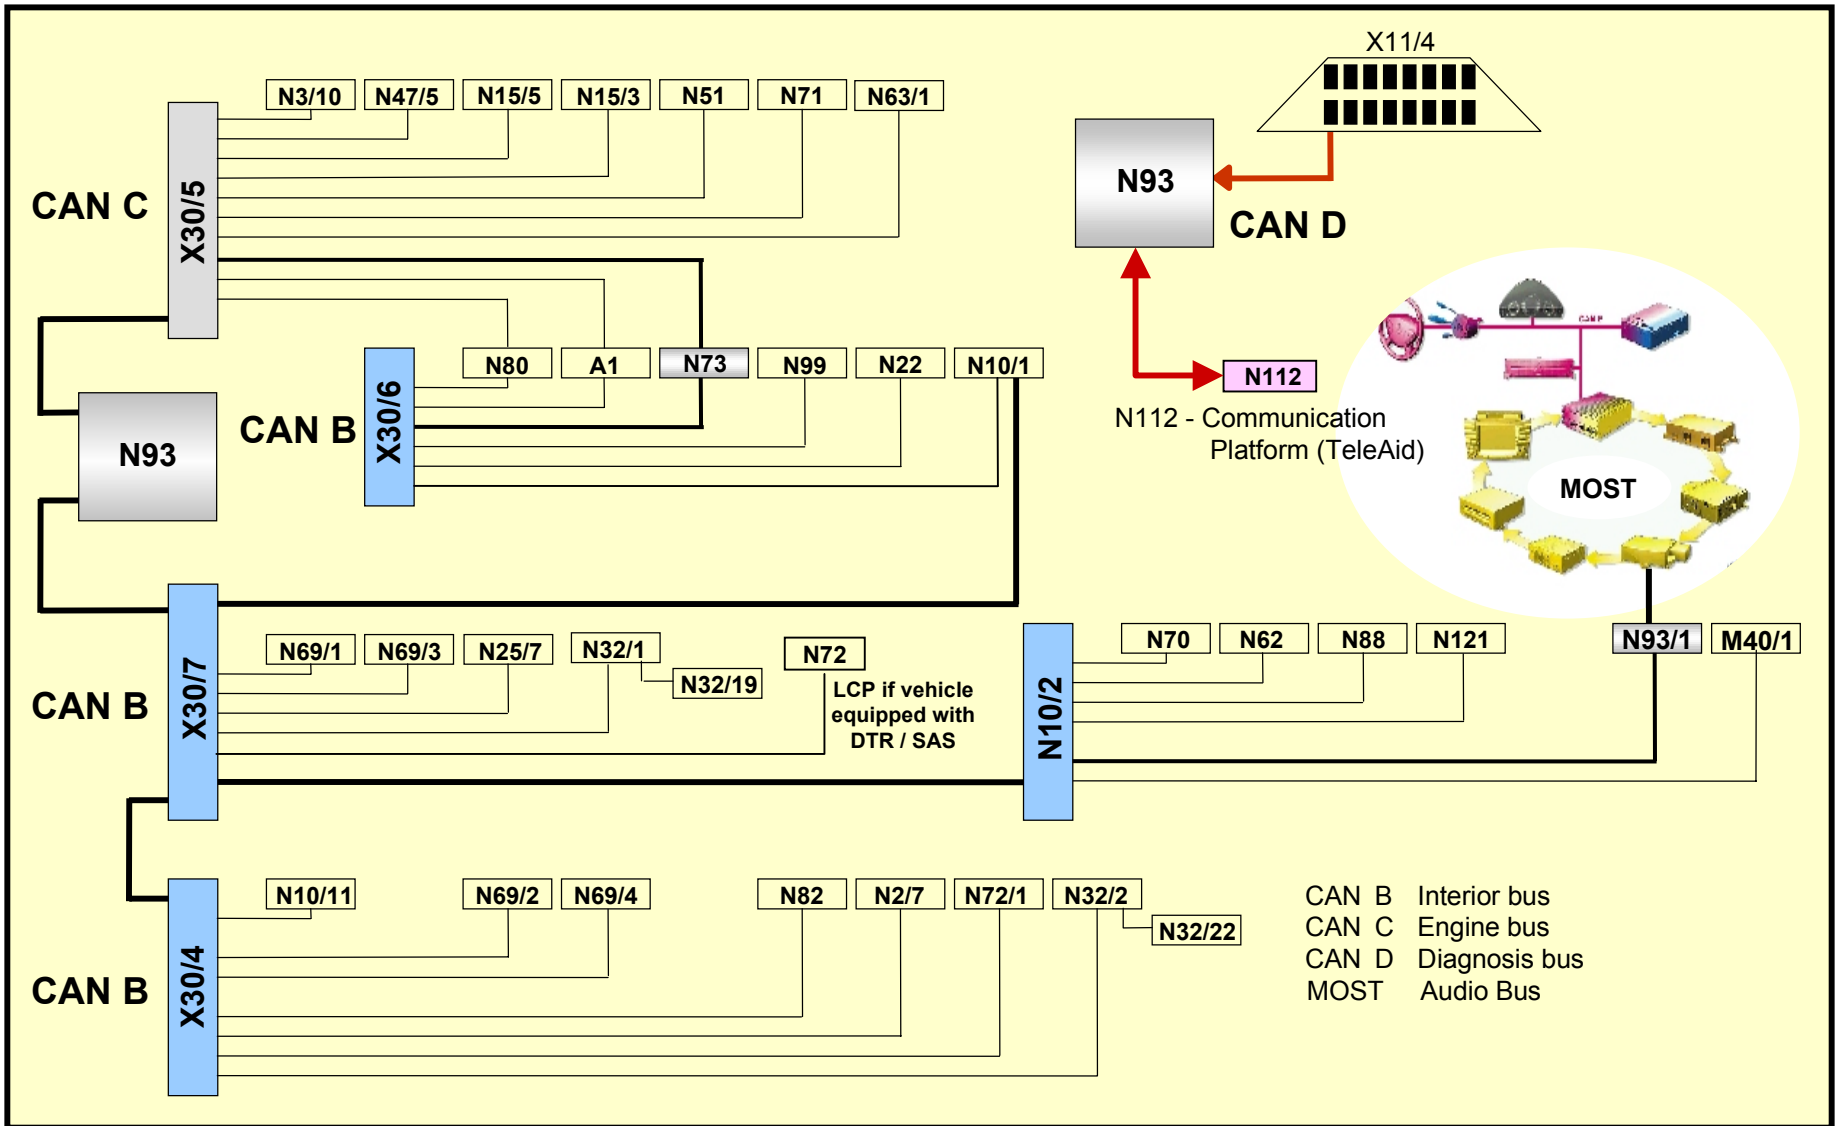 X11/4
N3/10 N47/5 N15/5 N15/3 N51 N71 N63/1
CAN C
X30/5
N93
CAN D
N80 A1 N73 N99 N22 N10/1
N112
CAN B
X30/6
N112 - Communication
Platform (TeleAid)
N93
MOST
N69/1 N69/3 N25/7 N32/1 N72
N32/19
N70 N62 N88 N121 N93/1 M40/1
CAN B
X30/7
LCP if vehicle
equipped with
DTR / SAS
N10/2
N10/11 N69/2 N69/4 N82 N2/7 N72/1 N32/2
N32/22
CAN B
X30/4
CAN B Interior bus
CAN C Engine bus
CAN D Diagnosis bus
MOST Audio Bus